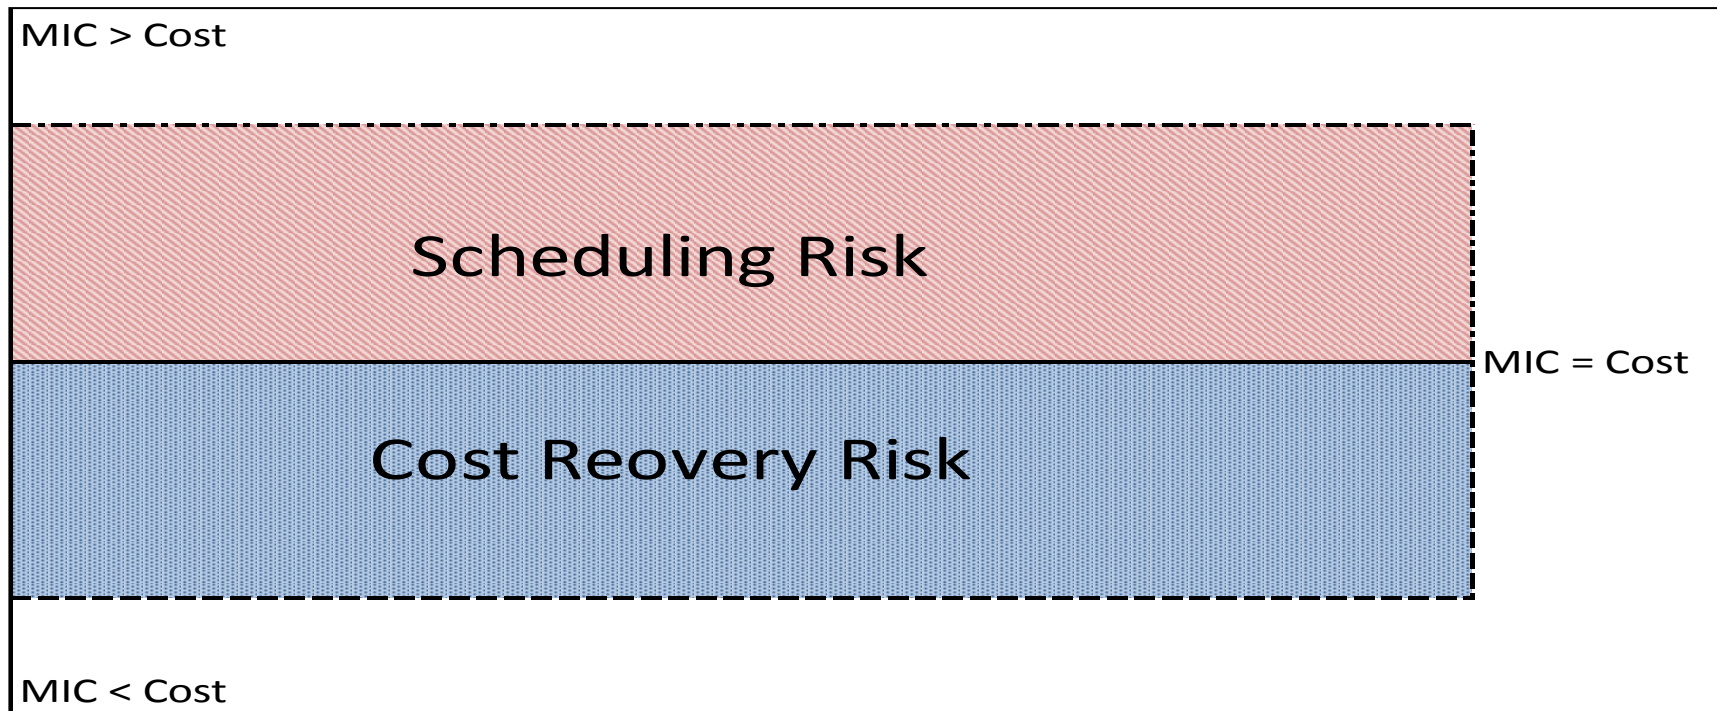 MIC > Cost
Scheduling Risk
MIC = Cost
Cost Reovery Risk
MIC < Cost